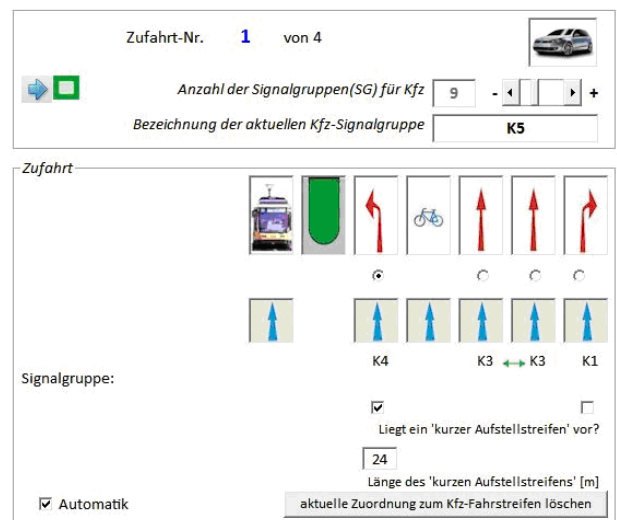 Zufahrt-Nr. 1 von 4
Anzahl der Signalgruppen(SG) für Kfz 9 - +
Bezeichnung der aktuellen Kfz-Signalgruppe K5
Zufahrt
K4 K3 K3 K1
Signalgruppe:
Liegt ein 'kurzer Aufstellstreifen' vor?
24
Länge des 'kurzen Aufstellstreifens' [m]
Automatik aktuelle Zuordnung zum Kfz-Fahrstreifen löschen